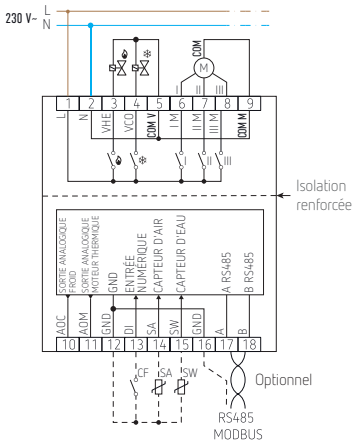 230 V~
L
N
COM
M
I
II
III
1 2 3 4 5 6 7 8 9
L
N
VHE
VCO
COM V
I M
II M
III M
COM M
I
II
III
Isolation
renforcée
SORTIE ANALOGIQUE
FROID
SORTIE ANALOGIQUE
MOTEUR THERMIQUE
GND
ENTRÉE
NUMÉRIQUE
CAPTEUR D'AIR
CAPTEUR D'EAU
A RS485
B RS485
AOC
AOM
GND
DI
SA
SW
GND
A
B
10 11 12 13 14 15 16 17 18
CF
SA
SW
Optionnel
RS485
MODBUS